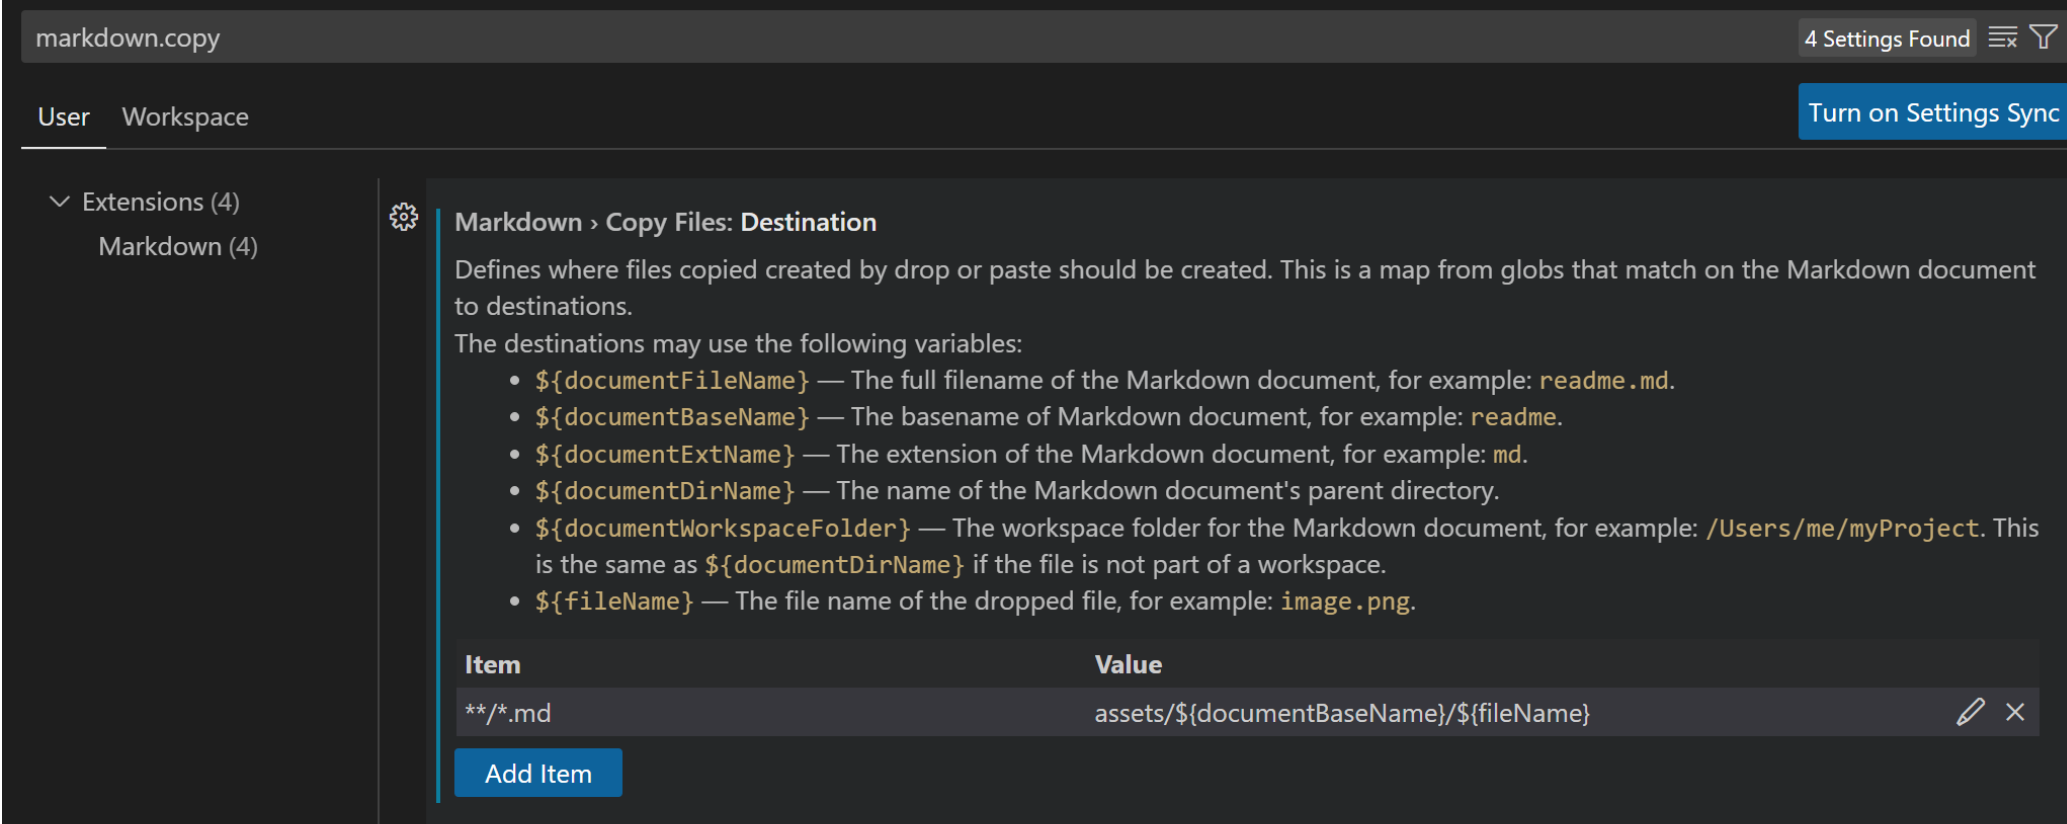 markdown.copy
4 Settings Found
User Workspace
Turn on Settings Sync
Extensions (4)
Markdown (4)
Markdown › Copy Files: Destination
Defines where files copied created by drop or paste should be created. This is a map from globs that match on the Markdown document
to destinations.
The destinations may use the following variables:
• ${documentFileName} — The full filename of the Markdown document, for example: readme.md.
• ${documentBaseName} — The basename of Markdown document, for example: readme.
• ${documentExtName} — The extension of the Markdown document, for example: md.
• ${documentDirName} — The name of the Markdown document's parent directory.
• ${documentWorkspaceFolder} — The workspace folder for the Markdown document, for example: /Users/me/myProject. This
is the same as ${documentDirName} if the file is not part of a workspace.
• ${fileName} — The file name of the dropped file, for example: image.png.
Item Value
**/*.md assets/${documentBaseName}/${fileName}
Add Item